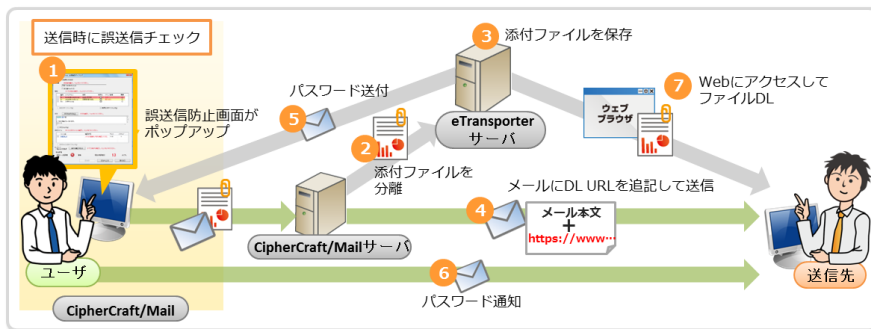 送信時に誤送信チェック
1
誤送信防止画面が
ポップアップ
ユーザ
CipherCraft/Mail
パスワード送付
5
2
添付ファイルを
分離
CipherCraft/Mailサーバ
3
添付ファイルを保存
eTransporter
サーバ
ウェブ
ブラウザ
7
Webにアクセスして
ファイルDL
メールにDL URLを追記して送信
4
メール本文
+
https://www…
6
パスワード通知
送信先